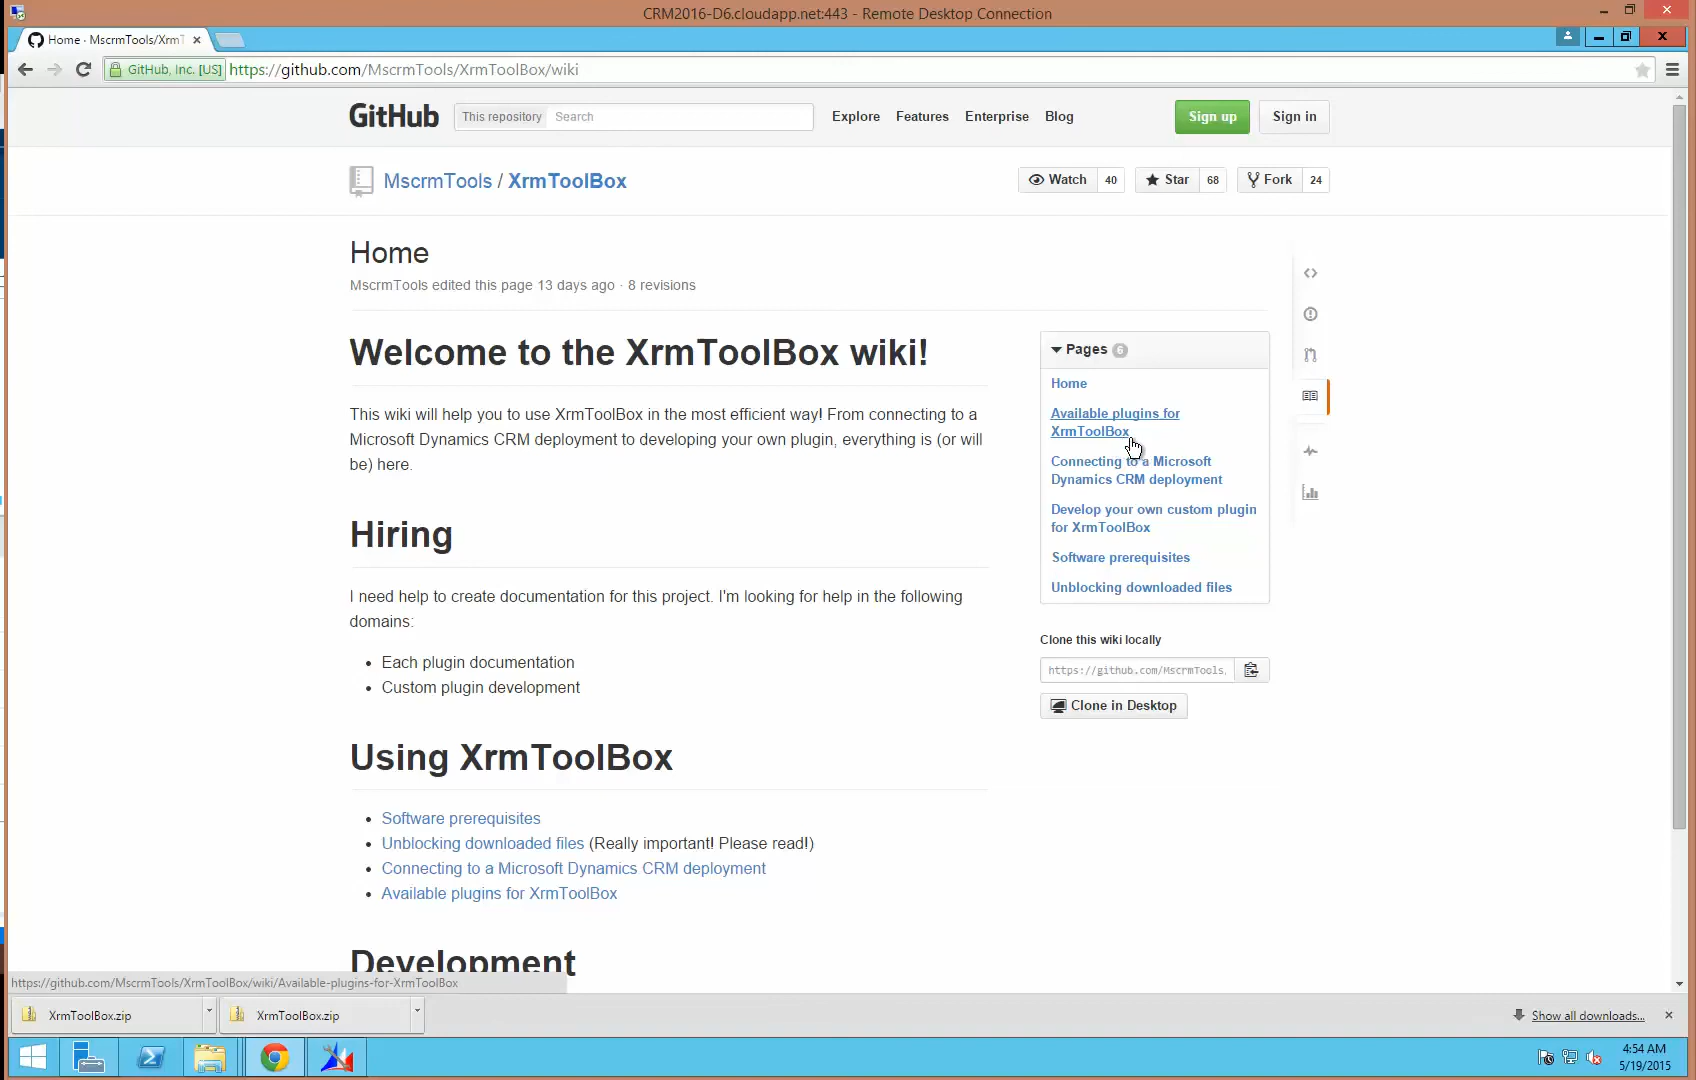 CRM2016-D6.cloudapp.net:443 - Remote Desktop Connection
Home · MscrmTools/XrmT
GitHub, Inc. [US] https://github.com/MscrmTools/XrmToolBox/wiki
GitHub This repository Search Explore Features Enterprise Blog Sign up Sign in
MscrmTools / XrmToolBox
Watch 40 Star 68 Fork 24
Home
MscrmTools edited this page 13 days ago · 8 revisions
Welcome to the XrmToolBox wiki!
This wiki will help you to use XrmToolBox in the most efficient way! From connecting to a
Microsoft Dynamics CRM deployment to developing your own plugin, everything is (or will
be) here.
Hiring
I need help to create documentation for this project. I'm looking for help in the following
domains:
Each plugin documentation
Custom plugin development
Using XrmToolBox
Software prerequisites
Unblocking downloaded files (Really important! Please read!)
Connecting to a Microsoft Dynamics CRM deployment
Available plugins for XrmToolBox
Development
Pages 6
Home
Available plugins for
XrmToolBox
Connecting to a Microsoft
Dynamics CRM deployment
Develop your own custom plugin
for XrmToolBox
Software prerequisites
Unblocking downloaded files
Clone this wiki locally
https://github.com/MscrmTools.
Clone in Desktop
https://github.com/MscrmTools/XrmToolBox/wiki/Available-plugins-for-XrmToolBox
XrmToolBox.zip
XrmToolBox.zip
Show all downloads...
4:54 AM
5/19/2015